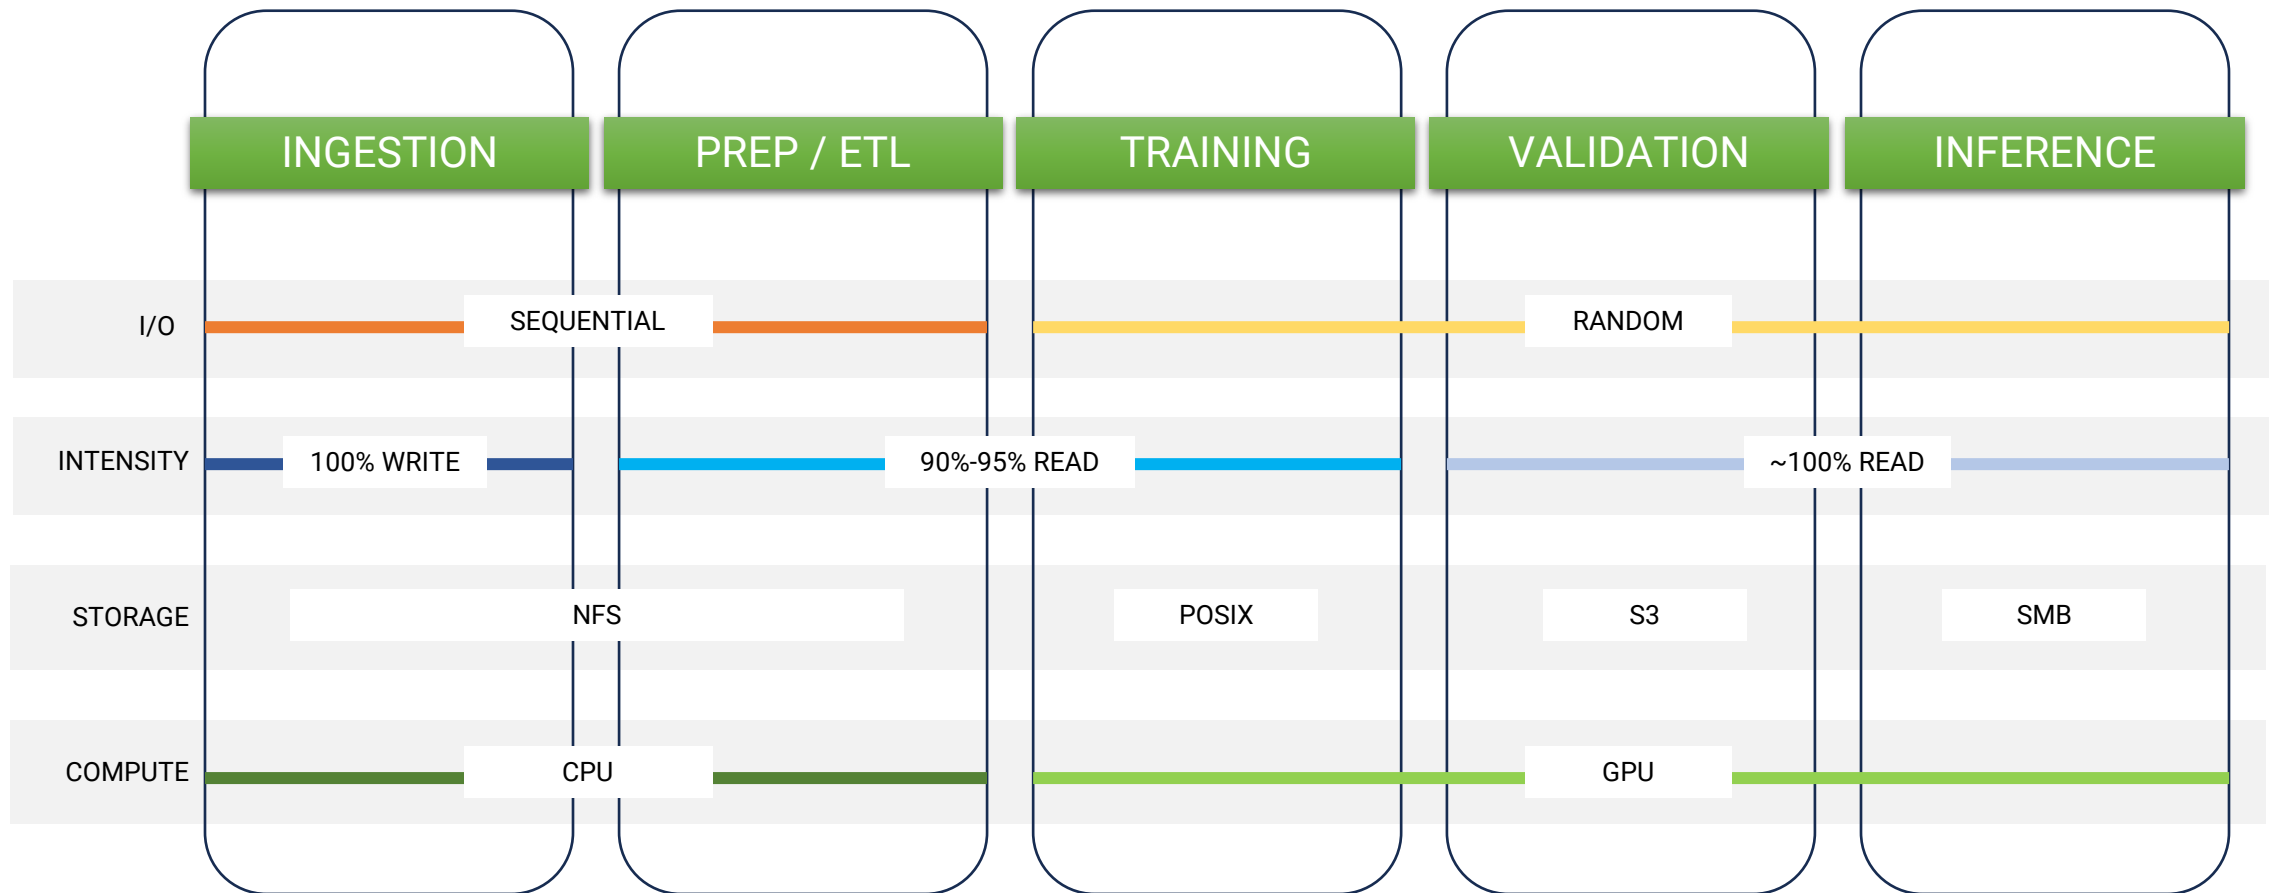 INGESTION
PREP / ETL
TRAINING
VALIDATION
INFERENCE
I/O
SEQUENTIAL
RANDOM
INTENSITY
100% WRITE
90%-95% READ
~100% READ
STORAGE
NFS
POSIX
S3
SMB
COMPUTE
CPU
GPU